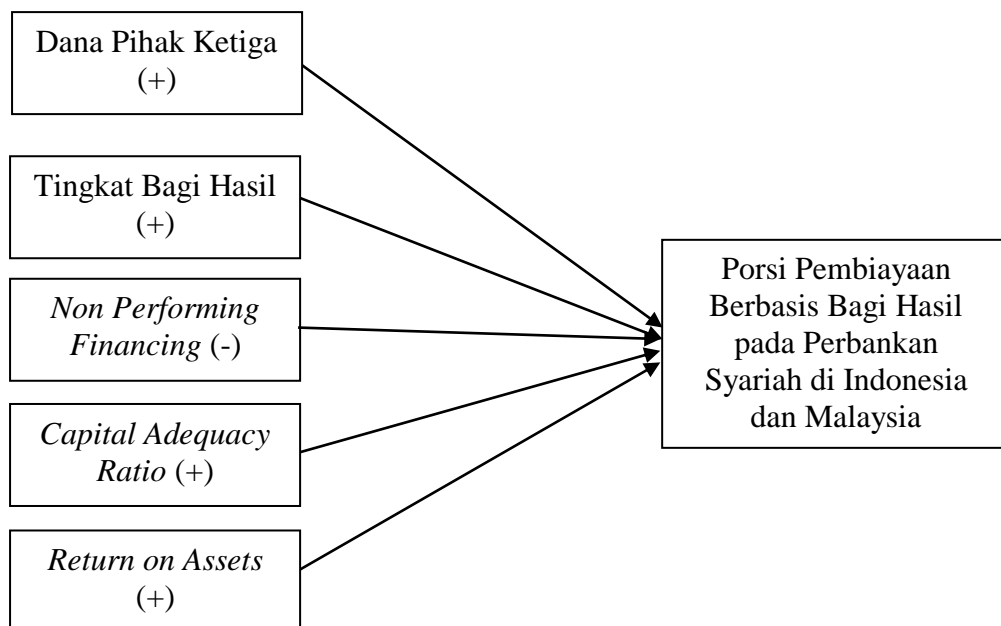 Dana Pihak Ketiga
(+)
Tingkat Bagi Hasil
(+)
Non Performing
Financing (-)
Capital Adequacy
Ratio (+)
Return on Assets
(+)
Porsi Pembiayaan
Berbasis Bagi Hasil
pada Perbankan
Syariah di Indonesia
dan Malaysia